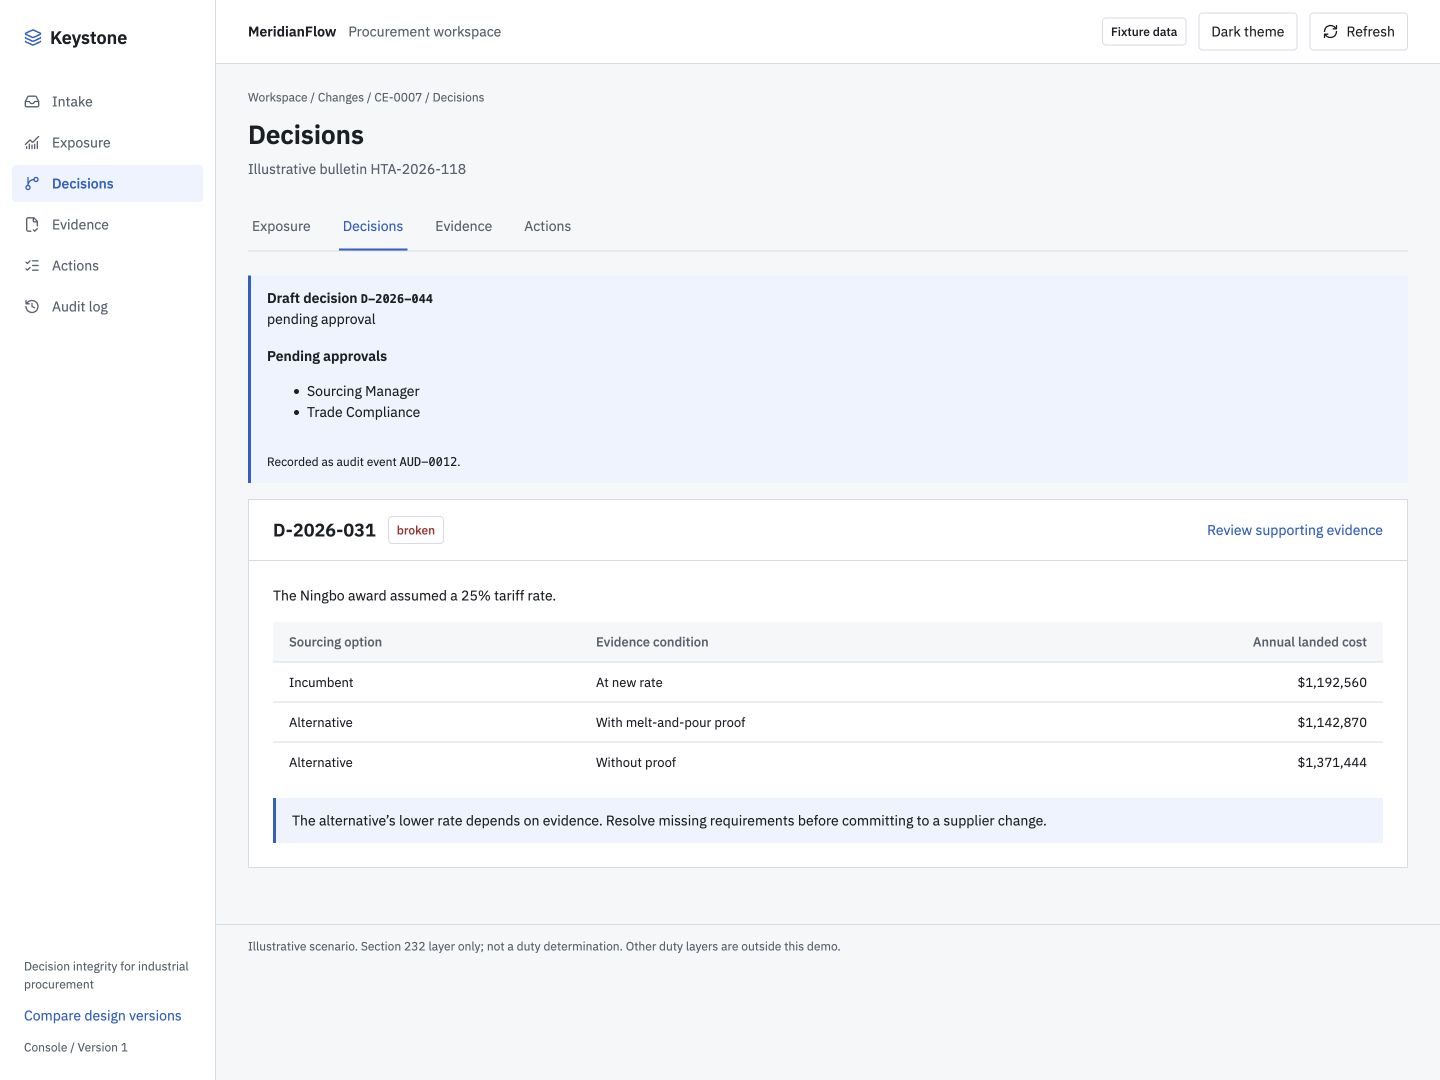 Keystone
Intake
Exposure
Decisions
Evidence
Actions
Audit log
Decision integrity for industrial
procurement
Compare design versions
Console / Version 1
MeridianFlow Procurement workspace
Fixture data
Dark theme
Refresh
Workspace / Changes / CE-0007 / Decisions
Decisions
Illustrative bulletin HTA-2026-118
Exposure Decisions Evidence Actions
Draft decision D-2026-044
pending approval
Pending approvals
• Sourcing Manager
• Trade Compliance
Recorded as audit event AUD-0012.
D-2026-031 broken Review supporting evidence
The Ningbo award assumed a 25% tariff rate.
Sourcing option Evidence condition Annual landed cost
Incumbent At new rate $1,192,560
Alternative With melt-and-pour proof $1,142,870
Alternative Without proof $1,371,444
The alternative’s lower rate depends on evidence. Resolve missing requirements before committing to a supplier change.
Illustrative scenario. Section 232 layer only; not a duty determination. Other duty layers are outside this demo.